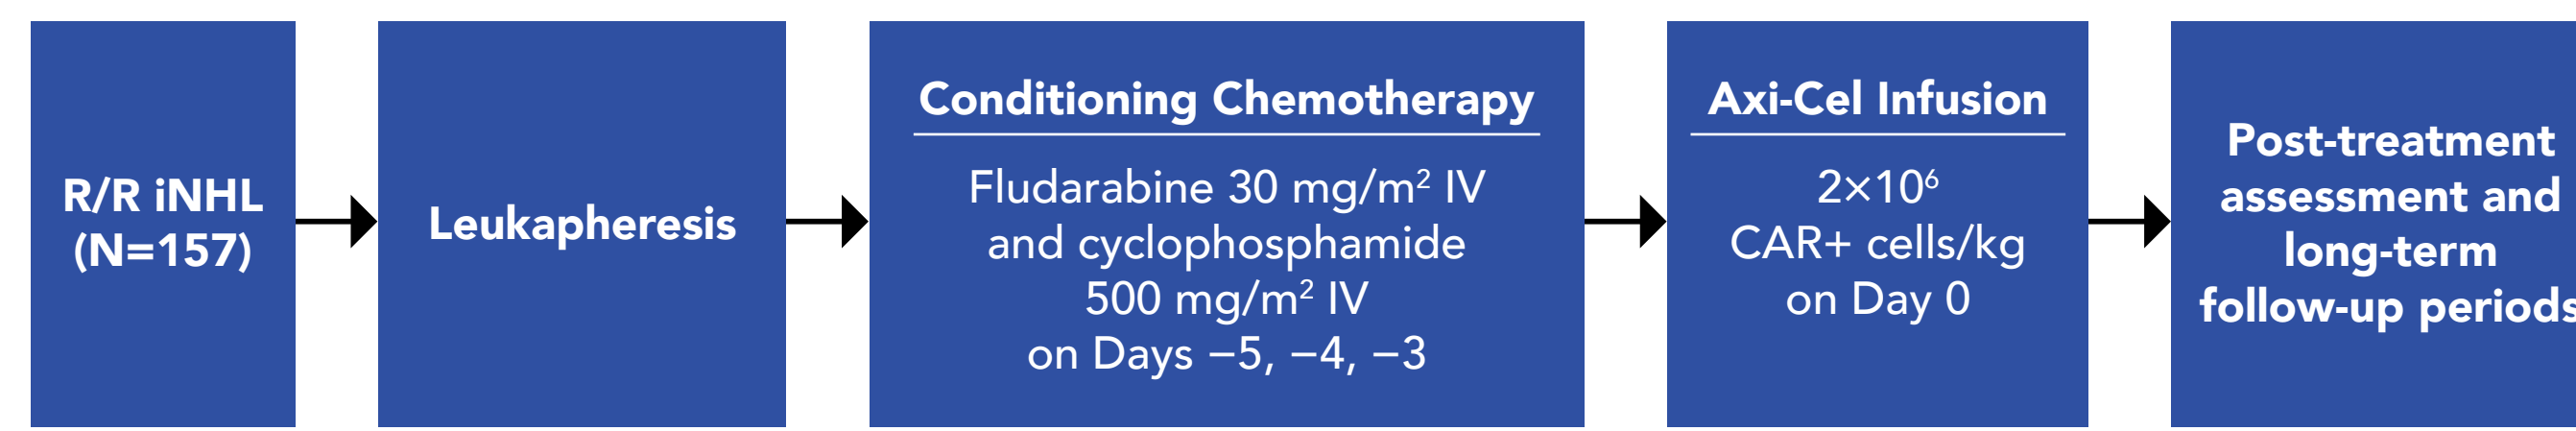 R/R iNHL
(N=157)
Leukapheresis
Conditioning Chemotherapy
Fludarabine 30 mg/m² IV
and cyclophosphamide
500 mg/m² IV
on Days −5, −4, −3
Axi-Cel Infusion
2×10⁶
CAR+ cells/kg
on Day 0
Post-treatment
assessment and
long-term
follow-up periods